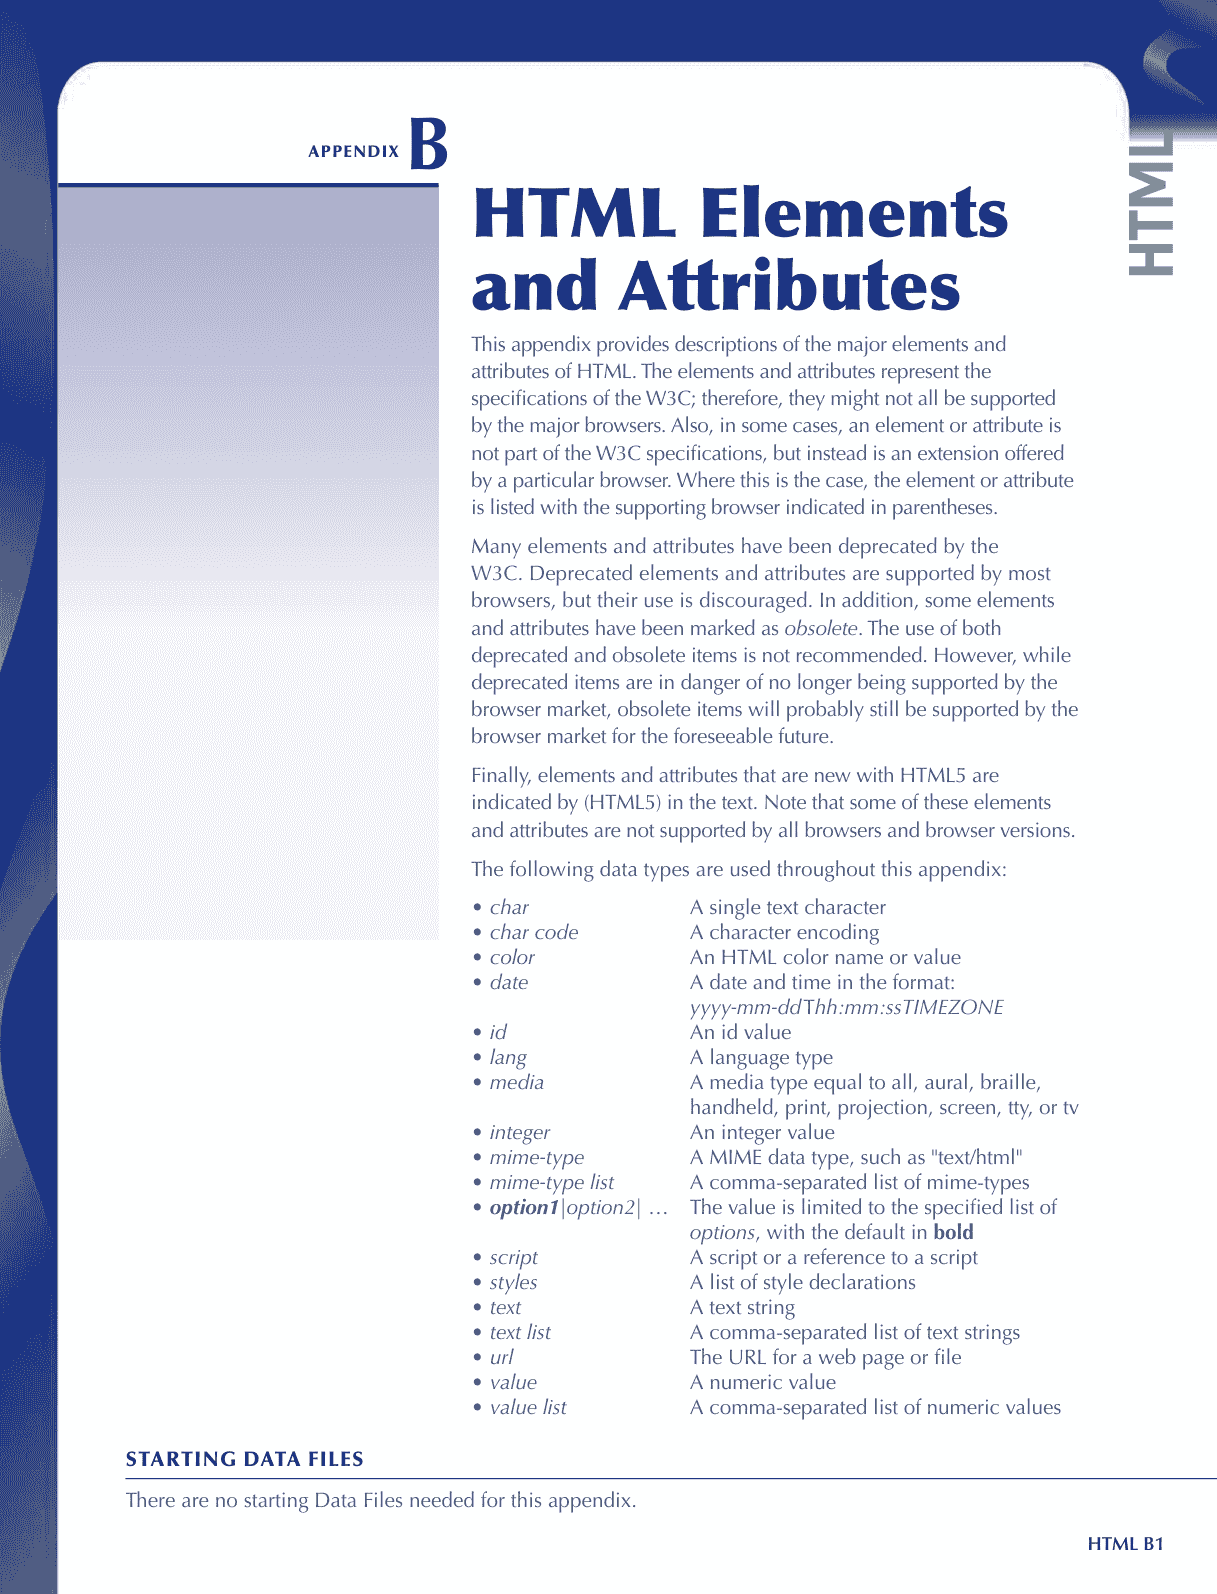 APPENDIX B
HTML
HTML Elements
and Attributes
This appendix provides descriptions of the major elements and
attributes of HTML. The elements and attributes represent the
specifications of the W3C; therefore, they might not all be supported
by the major browsers. Also, in some cases, an element or attribute is
not part of the W3C specifications, but instead is an extension offered
by a particular browser. Where this is the case, the element or attribute
is listed with the supporting browser indicated in parentheses.
Many elements and attributes have been deprecated by the
W3C. Deprecated elements and attributes are supported by most
browsers, but their use is discouraged. In addition, some elements
and attributes have been marked as obsolete. The use of both
deprecated and obsolete items is not recommended. However, while
deprecated items are in danger of no longer being supported by the
browser market, obsolete items will probably still be supported by the
browser market for the foreseeable future.
Finally, elements and attributes that are new with HTML5 are
indicated by (HTML5) in the text. Note that some of these elements
and attributes are not supported by all browsers and browser versions.
The following data types are used throughout this appendix:
• char A single text character
• char code A character encoding
• color An HTML color name or value
• date A date and time in the format:
yyyy-mm-ddThh:mm:ssTIMEZONE
• id An id value
• lang A language type
• media A media type equal to all, aural, braille,
handheld, print, projection, screen, tty, or tv
• integer An integer value
• mime-type A MIME data type, such as "text/html"
• mime-type list A comma-separated list of mime-types
• option1|option2| … The value is limited to the specified list of
options, with the default in bold
• script A script or a reference to a script
• styles A list of style declarations
• text A text string
• text list A comma-separated list of text strings
• url The URL for a web page or file
• value A numeric value
• value list A comma-separated list of numeric values
STARTING DATA FILES
There are no starting Data Files needed for this appendix.
HTML B1